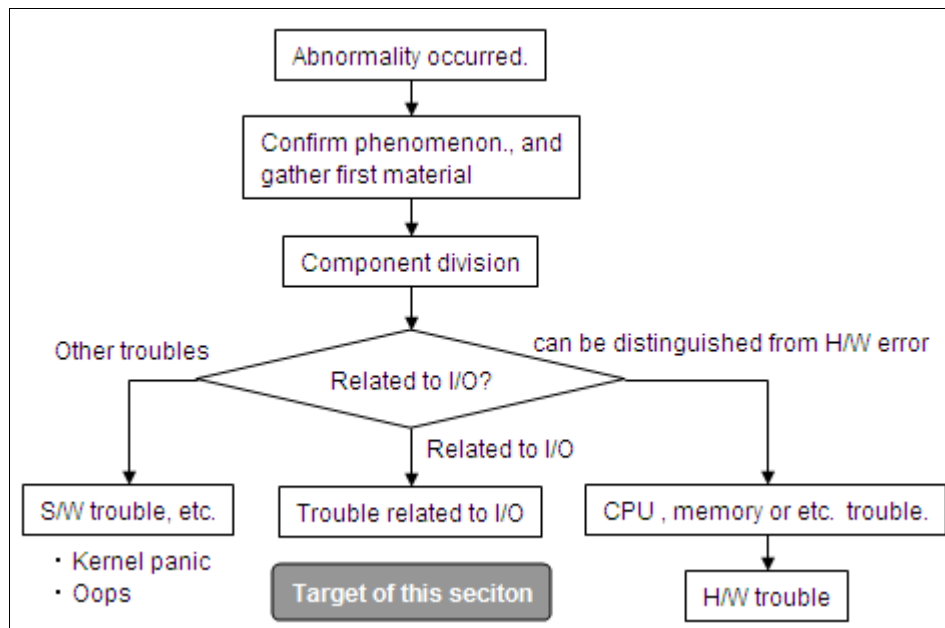 Abnormality occurred.
Confirm phenomenon., and
gather first material
Component division
Other troubles
can be distinguished from H/W error
Related to I/O?
Related to I/O
S/W trouble, etc.
Trouble related to I/O
CPU , memory or etc. trouble.
・Kernel panic
・Oops
Target of this seciton
H/W trouble